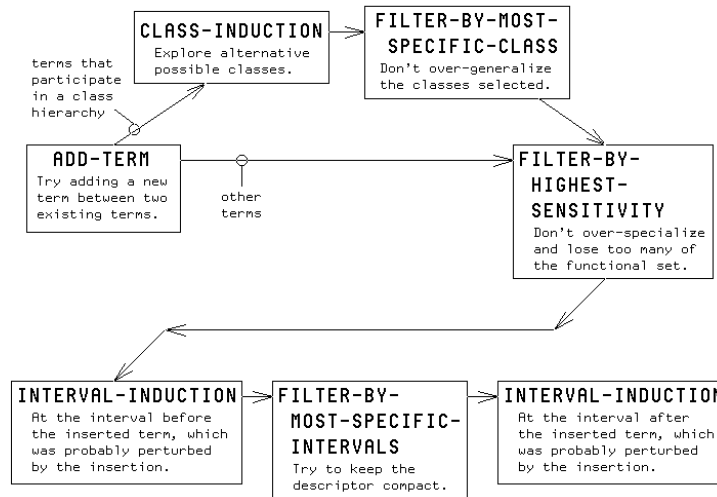 CLASS-INDUCTION
Explore alternative
possible classes.
FILTER-BY-MOST-
SPECIFIC-CLASS
Don't over-generalize
the classes selected.
terms that
participate
in a class
hierarchy
ADD-TERM
Try adding a new
term between two
existing terms.
other
terms
FILTER-BY-
HIGHEST-
SENSITIVITY
Don't over-specialize
and lose too many of
the functional set.
INTERVAL-INDUCTION
At the interval before
the inserted term, which
was probably perturbed
by the insertion.
FILTER-BY-
MOST-SPECIFIC-
INTERVALS
Try to keep the
descriptor compact.
INTERVAL-INDUCTION
At the interval after
the inserted term, which
was probably perturbed
by the insertion.